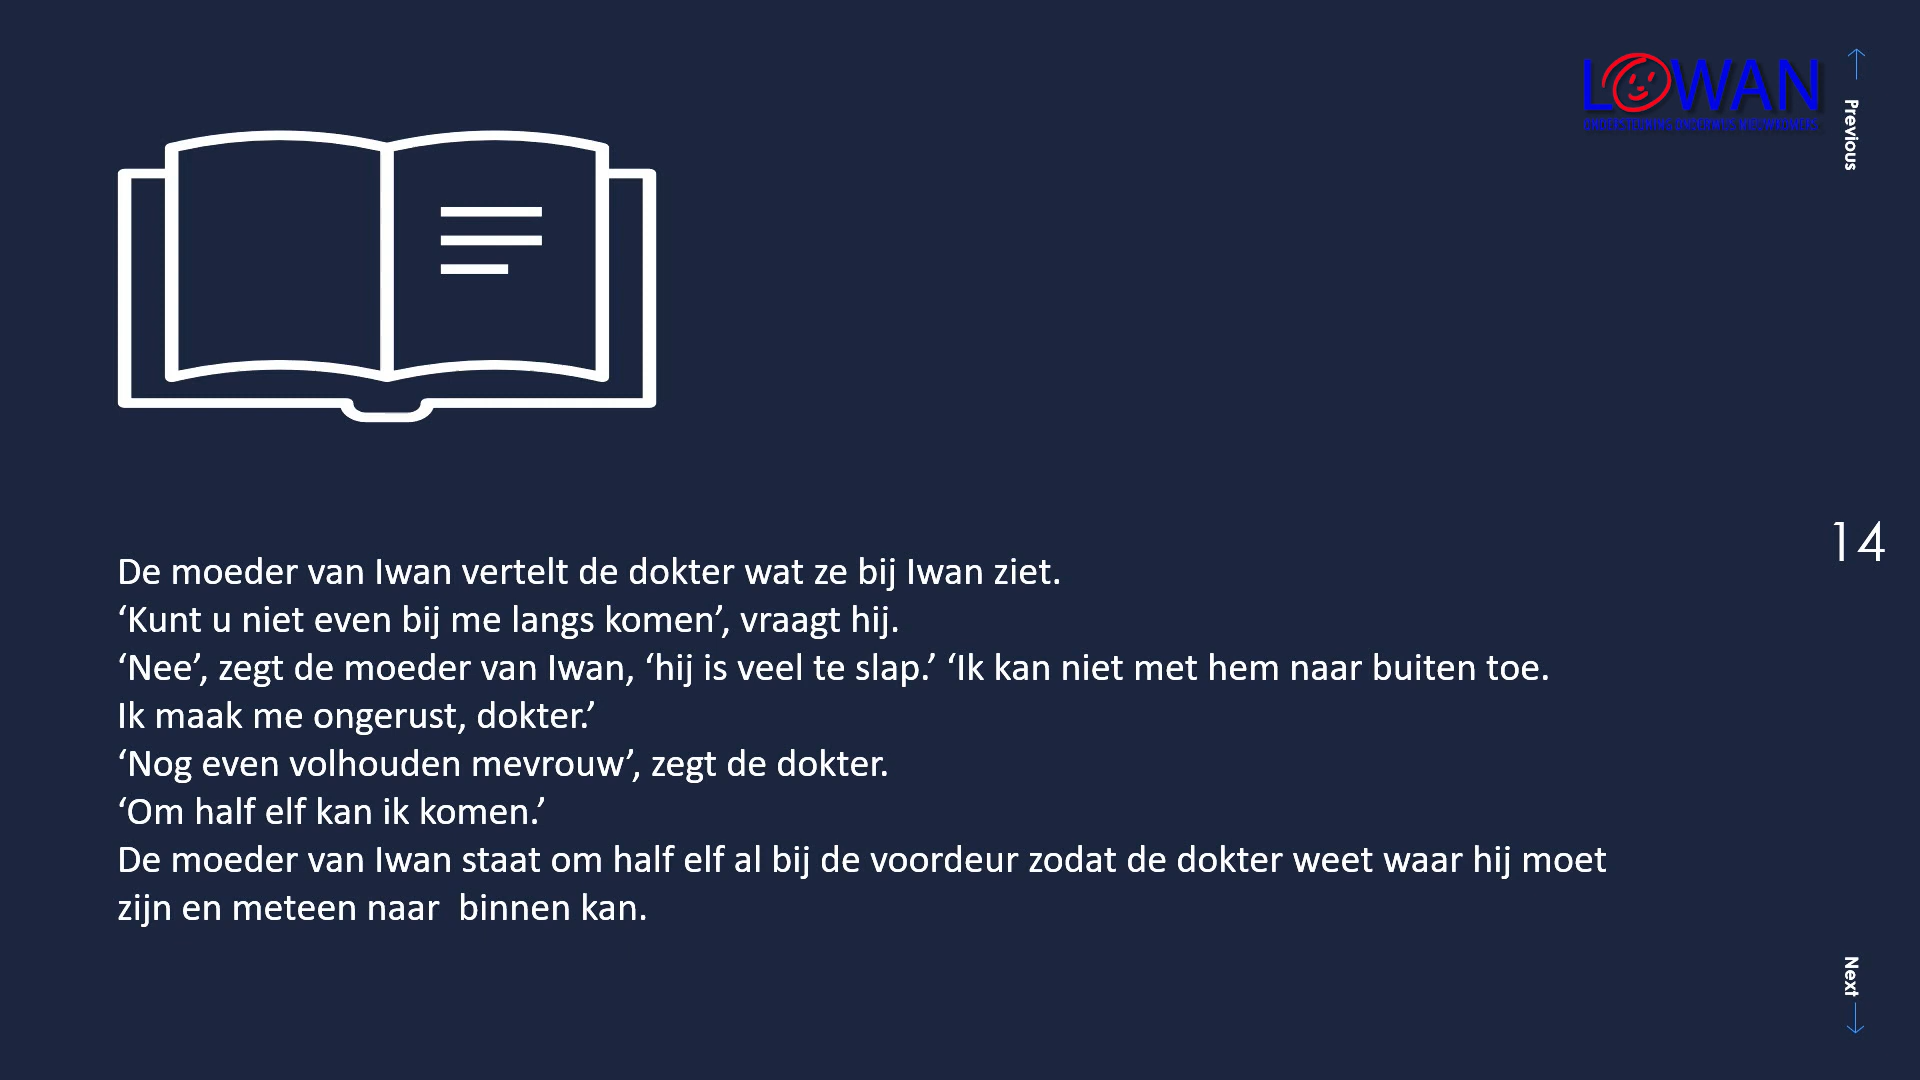 LOWAN
ONDERSTEUNING ONDERWIJS NIEUWKOMERS
Previous
14
De moeder van Iwan vertelt de dokter wat ze bij Iwan ziet.
‘Kunt u niet even bij me langs komen’, vraagt hij.
‘Nee’, zegt de moeder van Iwan, ‘hij is veel te slap.’ ‘Ik kan niet met hem naar buiten toe.
Ik maak me ongerust, dokter.’
‘Nog even volhouden mevrouw’, zegt de dokter.
‘Om half elf kan ik komen.’
De moeder van Iwan staat om half elf al bij de voordeur zodat de dokter weet waar hij moet
zijn en meteen naar  binnen kan.
Next